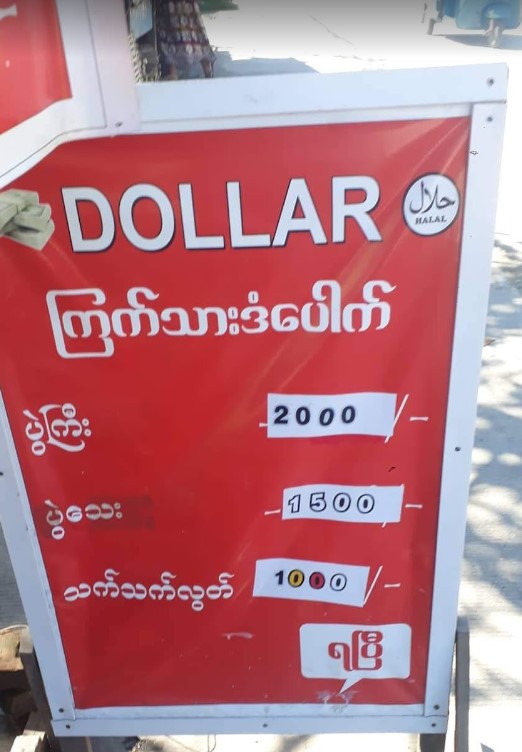 DOLLAR
حلال
HALAL
ကြက်သားဒံပေါက်
ပွဲကြီး 2000/-
ပွဲသေး -1500-
သက်သက်လွတ် 1000/-
ရပြီ